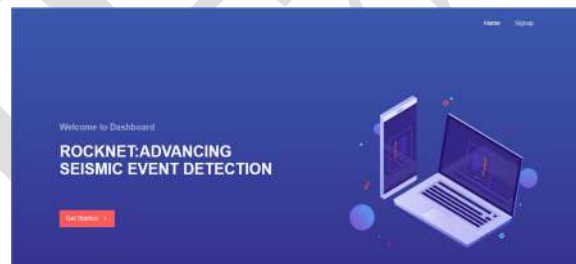 Home Signup
Welcome to Dashboard
ROCKNET:ADVANCING
SEISMIC EVENT DETECTION
Get Started